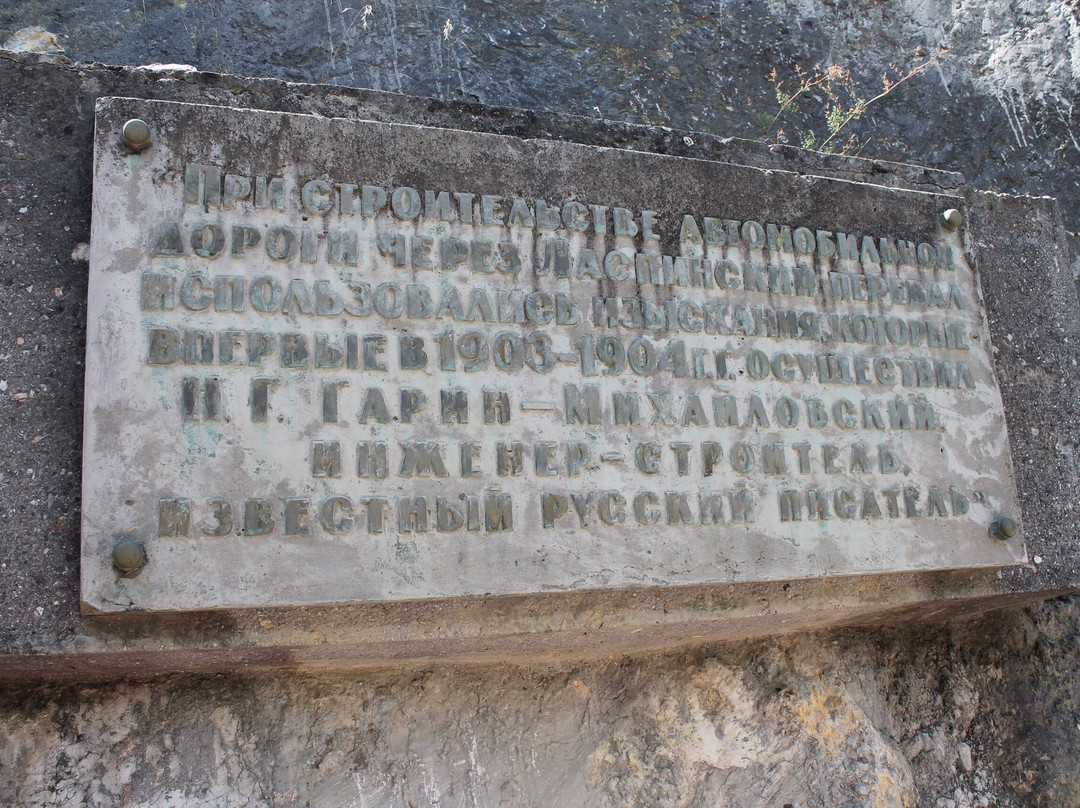 При строительстве автомобильной
дороги через Ласпинский перевал
использовались изыскания, которые
впервые в 1903–1904 г.г. осуществил
Н. Г. Гарин–Михайловский,
инженер-строитель,
известный русский писатель.